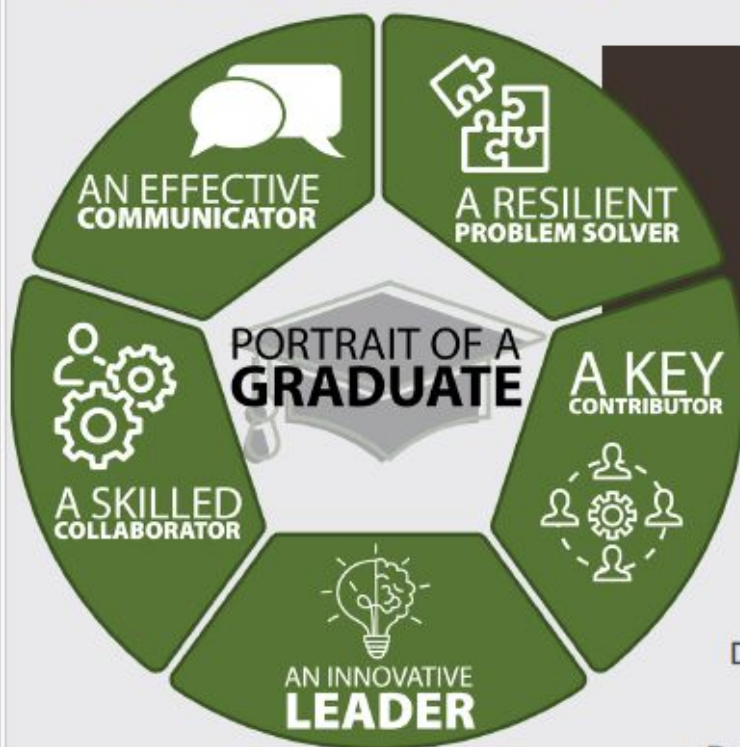 AN EFFECTIVE
COMMUNICATOR
A RESILIENT
PROBLEM SOLVER
PORTRAIT OF A
GRADUATE
A KEY
CONTRIBUTOR
A SKILLED
COLLABORATOR
AN INNOVATIVE
LEADER